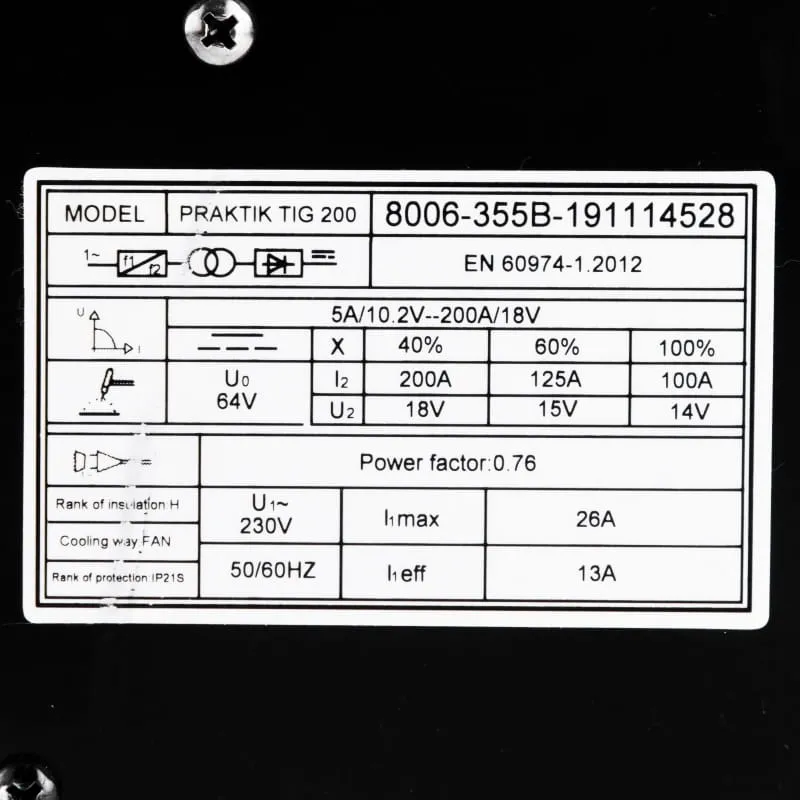 MODEL PRAKTIK TIG 200 8006-355B-191114528
1~ f1 f2 EN 60974-1.2012
U I 5A/10.2V--200A/18V
X 40% 60% 100%
U0 64V I2 200A 125A 100A
U2 18V 15V 14V
Power factor:0.76
Rank of insulation H U1~ 230V I1max 26A
Cooling way FAN
Rank of protection IP21S 50/60HZ I1eff 13A